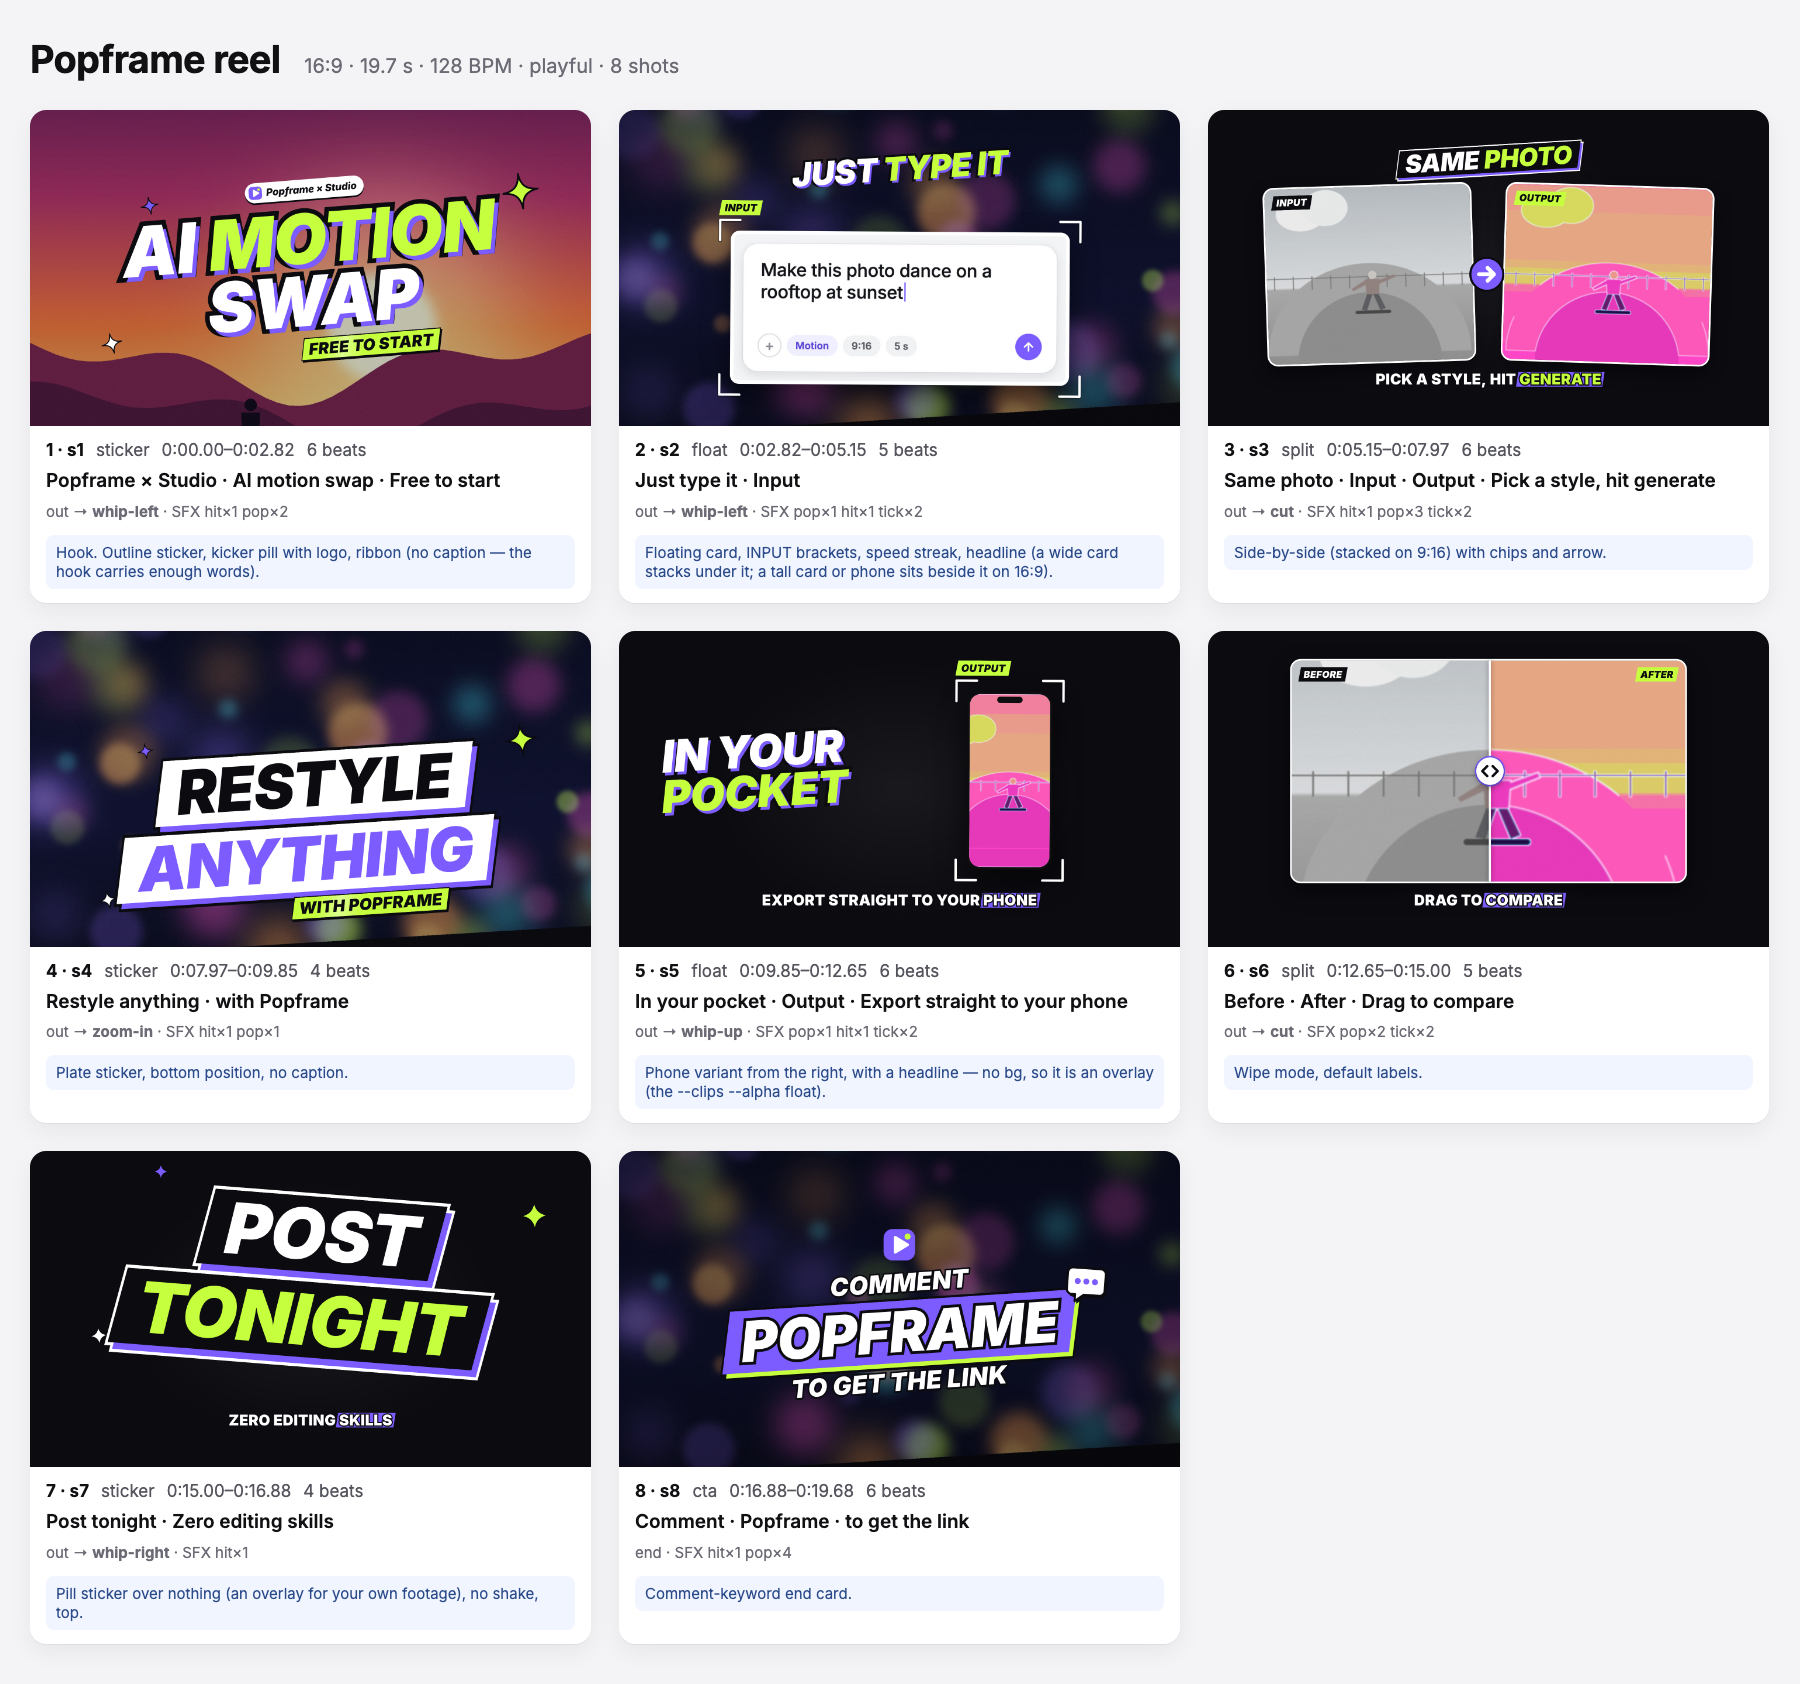 Popframe reel 16:9 · 19.7 s · 128 BPM · playful · 8 shots
Popframe × Studio
AI MOTION
SWAP
FREE TO START
1 · s1 sticker 0:00.00–0:02.82 6 beats
Popframe × Studio · AI motion swap · Free to start
out → whip-left · SFX hit×1 pop×2
Hook. Outline sticker, kicker pill with logo, ribbon (no caption — the
hook carries enough words).
JUST TYPE IT
INPUT
Make this photo dance on a
rooftop at sunset
+ Motion 9:16 5 s
2 · s2 float 0:02.82–0:05.15 5 beats
Just type it · Input
out → whip-left · SFX pop×1 hit×1 tick×2
Floating card, INPUT brackets, speed streak, headline (a wide card
stacks under it; a tall card or phone sits beside it on 16:9).
SAME PHOTO
INPUT
OUTPUT
PICK A STYLE, HIT GENERATE
3 · s3 split 0:05.15–0:07.97 6 beats
Same photo · Input · Output · Pick a style, hit generate
out → cut · SFX hit×1 pop×3 tick×2
Side-by-side (stacked on 9:16) with chips and arrow.
RESTYLE
ANYTHING
WITH POPFRAME
4 · s4 sticker 0:07.97–0:09.85 4 beats
Restyle anything · with Popframe
out → zoom-in · SFX hit×1 pop×1
Plate sticker, bottom position, no caption.
OUTPUT
IN YOUR
POCKET
EXPORT STRAIGHT TO YOUR PHONE
5 · s5 float 0:09.85–0:12.65 6 beats
In your pocket · Output · Export straight to your phone
out → whip-up · SFX pop×1 hit×1 tick×2
Phone variant from the right, with a headline — no bg, so it is an overlay
(the --clips --alpha float).
BEFORE
AFTER
DRAG TO COMPARE
6 · s6 split 0:12.65–0:15.00 5 beats
Before · After · Drag to compare
out → cut · SFX pop×2 tick×2
Wipe mode, default labels.
POST
TONIGHT
ZERO EDITING SKILLS
7 · s7 sticker 0:15.00–0:16.88 4 beats
Post tonight · Zero editing skills
out → whip-right · SFX hit×1
Pill sticker over nothing (an overlay for your own footage), no shake,
top.
COMMENT
POPFRAME
TO GET THE LINK
8 · s8 cta 0:16.88–0:19.68 6 beats
Comment · Popframe · to get the link
end · SFX hit×1 pop×4
Comment-keyword end card.